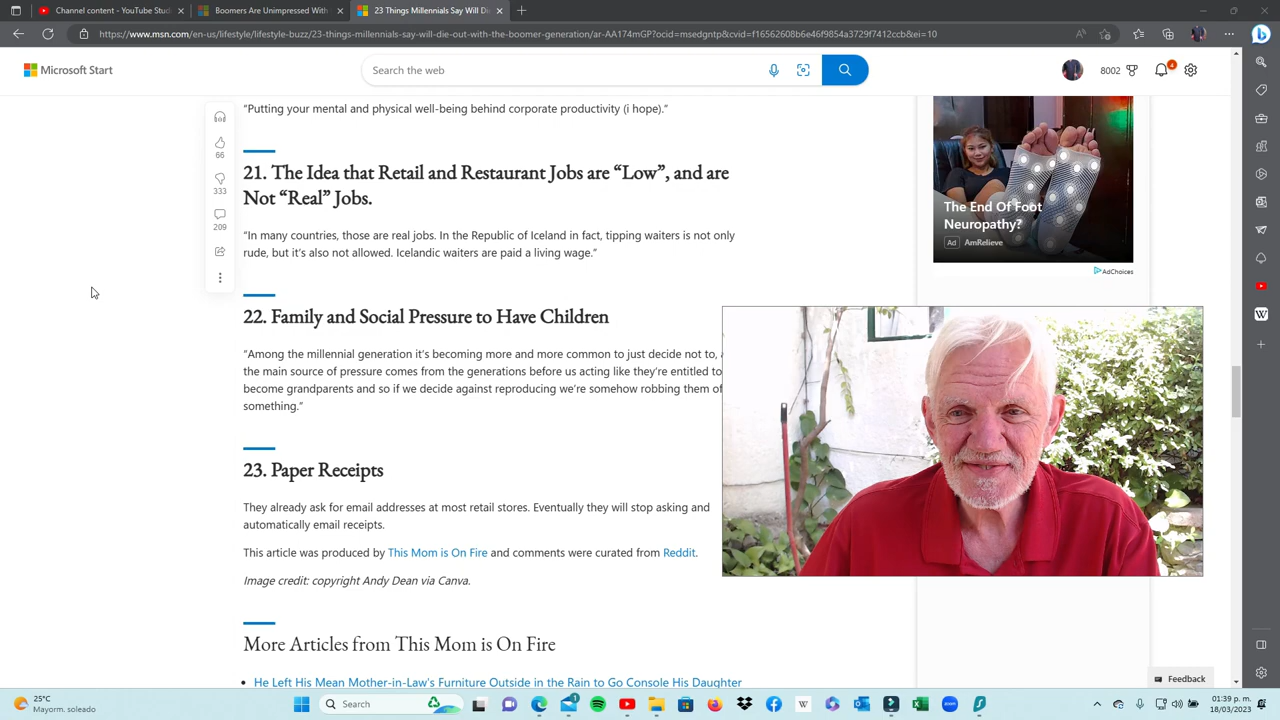 Channel content - YouTube Stud
Boomers Are Unimpressed With
23 Things Millennials Say Will Di
https://www.msn.com/en-us/lifestyle/lifestyle-buzz/23-things-millennials-say-will-die-out-with-the-boomer-generation/ar-AA174mGP?ocid=msedgntp&cvid=f16562608b6e46f9854a3729f7412ccb&ei=10
Microsoft Start
Search the web
8002
4
“Putting your mental and physical well-being behind corporate productivity (i hope).”
66
333
209
21. The Idea that Retail and Restaurant Jobs are “Low”, and are
Not “Real” Jobs.
“In many countries, those are real jobs. In the Republic of Iceland in fact, tipping waiters is not only
rude, but it’s also not allowed. Icelandic waiters are paid a living wage.”
22. Family and Social Pressure to Have Children
“Among the millennial generation it’s becoming more and more common to just decide not to,
the main source of pressure comes from the generations before us acting like they’re entitled to
become grandparents and so if we decide against reproducing we’re somehow robbing them of
something.”
23. Paper Receipts
They already ask for email addresses at most retail stores. Eventually they will stop asking and
automatically email receipts.
This article was produced by This Mom is On Fire and comments were curated from Reddit.
Image credit: copyright Andy Dean via Canva.
More Articles from This Mom is On Fire
• He Left His Mean Mother-in-Law's Furniture Outside in the Rain to Go Console His Daughter
The End Of Foot
Neuropathy?
Ad AmRelieve
AdChoices
Feedback
25°C
Mayorm. soleado
Search
1
W
zoom
01:39 p. m.
18/03/2023